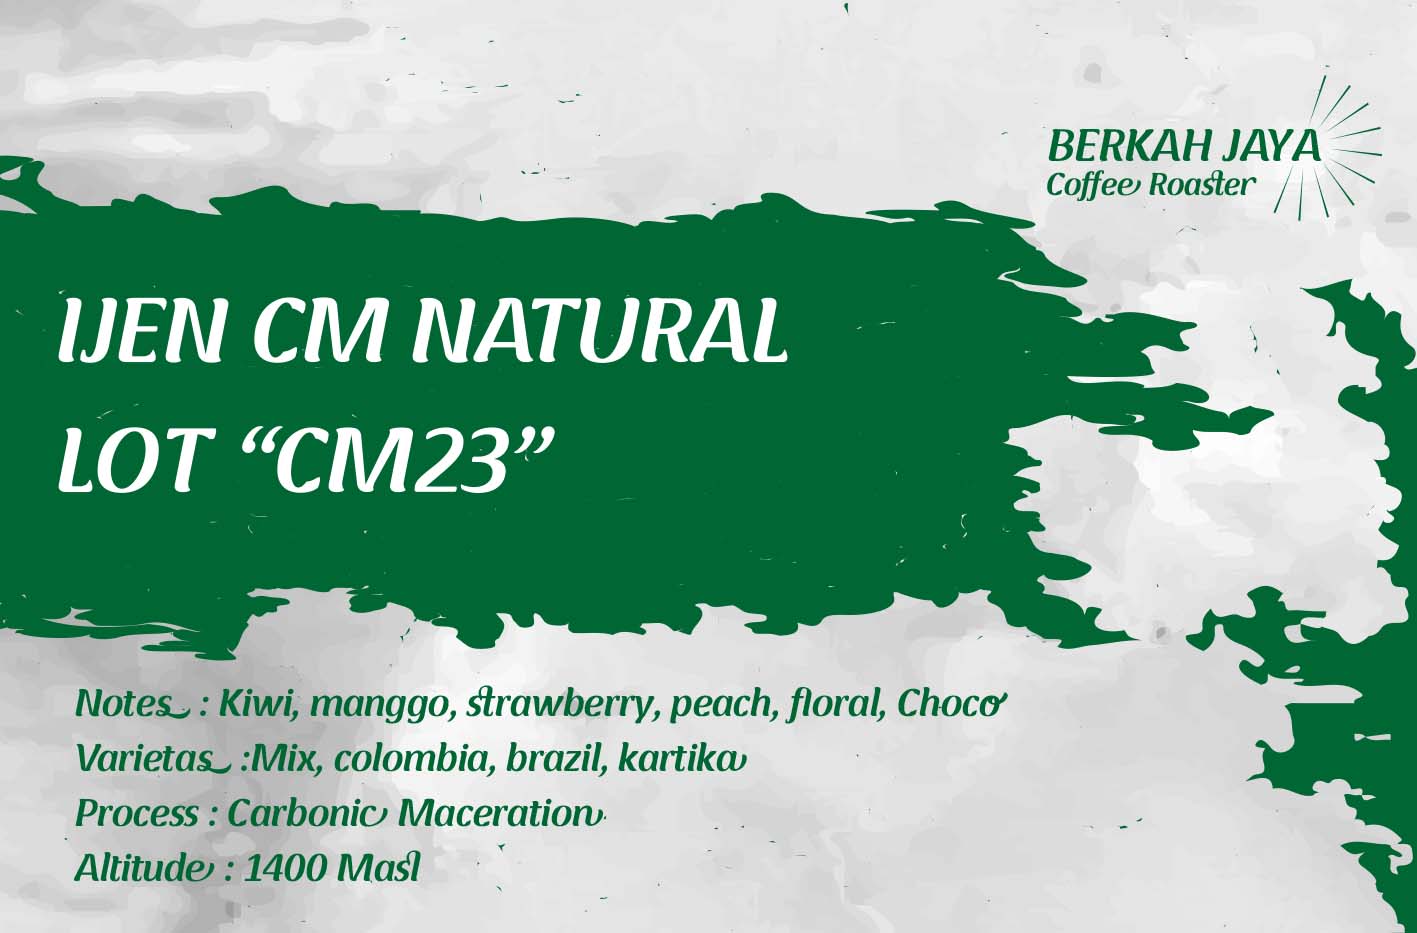 BERKAH JAYA
Coffee Roaster
IJEN CM NATURAL
LOT “CM23”
Notes : Kiwi, manggo, strawberry, peach, floral, Choco
Varietas :Mix, colombia, brazil, kartika
Process : Carbonic Maceration
Altitude : 1400 Masl